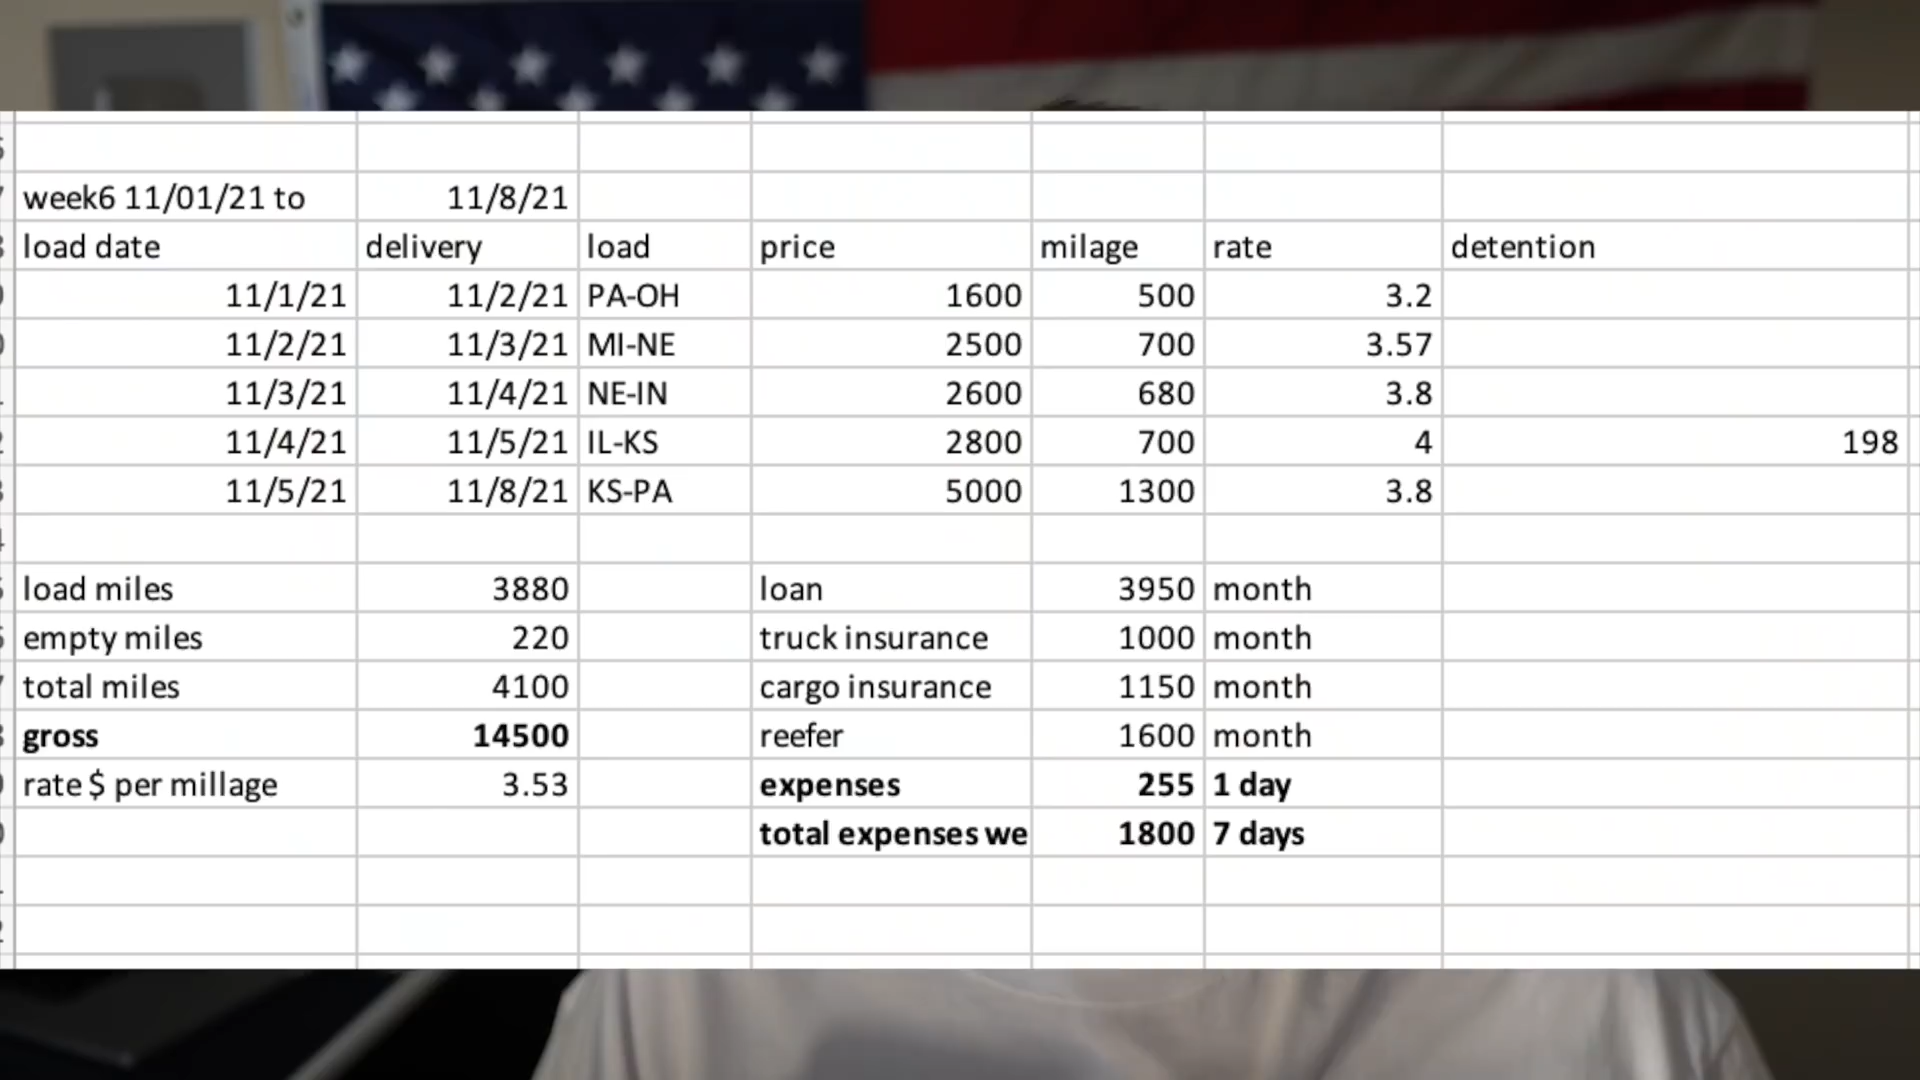 week6 11/01/21 to 11/8/21
load date delivery load price milage rate detention
11/1/21 11/2/21 PA-OH 1600 500 3.2
11/2/21 11/3/21 MI-NE 2500 700 3.57
11/3/21 11/4/21 NE-IN 2600 680 3.8
11/4/21 11/5/21 IL-KS 2800 700 4 198
11/5/21 11/8/21 KS-PA 5000 1300 3.8
load miles 3880 loan 3950 month
empty miles 220 truck insurance 1000 month
total miles 4100 cargo insurance 1150 month
gross 14500 reefer 1600 month
rate $ per millage 3.53 expenses 255 1 day
total expenses we 1800 7 days